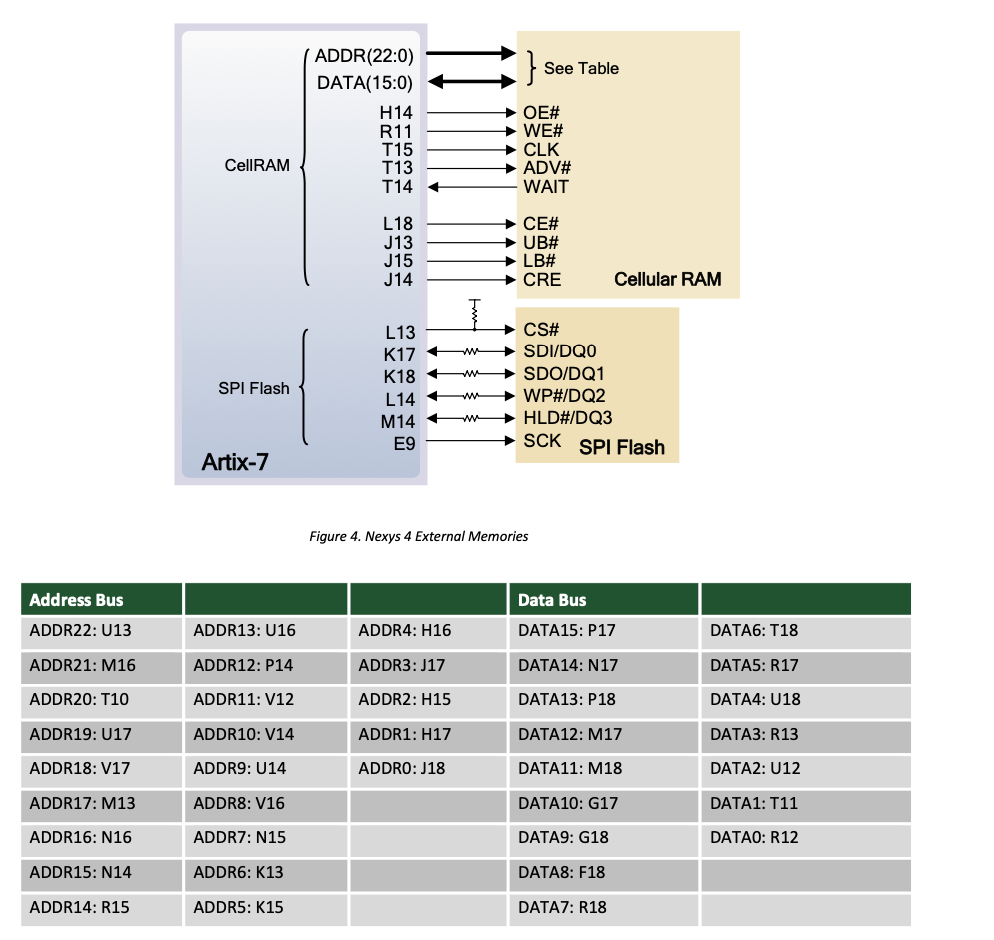 ADDR(22:0)
DATA(15:0)
See Table
H14 OE#
R11 WE#
T15 CLK
CellRAM T13 ADV#
T14 WAIT
L18 CE#
J13 UB#
J15 LB#
J14 CRE Cellular RAM
L13 CS#
K17 SDI/DQ0
K18 SDO/DQ1
SPI Flash L14 WP#/DQ2
M14 HLD#/DQ3
E9 SCK SPI Flash
Artix-7
Figure 4. Nexys 4 External Memories
Address Bus Data Bus
ADDR22: U13 ADDR13: U16 ADDR4: H16 DATA15: P17 DATA6: T18
ADDR21: M16 ADDR12: P14 ADDR3: J17 DATA14: N17 DATA5: R17
ADDR20: T10 ADDR11: V12 ADDR2: H15 DATA13: P18 DATA4: U18
ADDR19: U17 ADDR10: V14 ADDR1: H17 DATA12: M17 DATA3: R13
ADDR18: V17 ADDR9: U14 ADDR0: J18 DATA11: M18 DATA2: U12
ADDR17: M13 ADDR8: V16 DATA10: G17 DATA1: T11
ADDR16: N16 ADDR7: N15 DATA9: G18 DATA0: R12
ADDR15: N14 ADDR6: K13 DATA8: F18
ADDR14: R15 ADDR5: K15 DATA7: R18